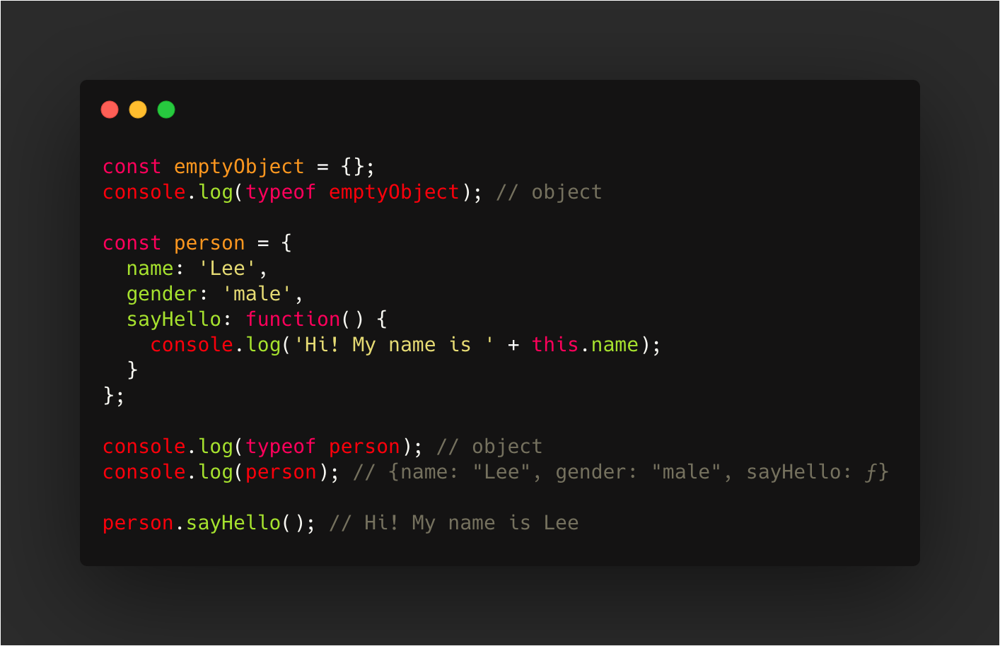 const emptyObject = {};
console.log(typeof emptyObject); // object

const person = {
  name: 'Lee',
  gender: 'male',
  sayHello: function() {
    console.log('Hi! My name is ' + this.name);
  }
};

console.log(typeof person); // object
console.log(person); // {name: "Lee", gender: "male", sayHello: ƒ}

person.sayHello(); // Hi! My name is Lee